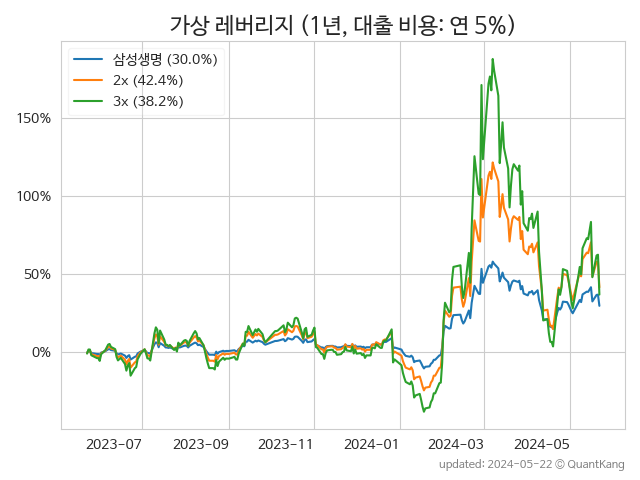 가상 레버리지 (1년, 대출 비용: 연 5%)
삼성생명 (30.0%)
2x (42.4%)
3x (38.2%)
150%
100%
50%
0%
2023-07 2023-09 2023-11 2024-01 2024-03 2024-05
updated: 2024-05-22 © QuantKang